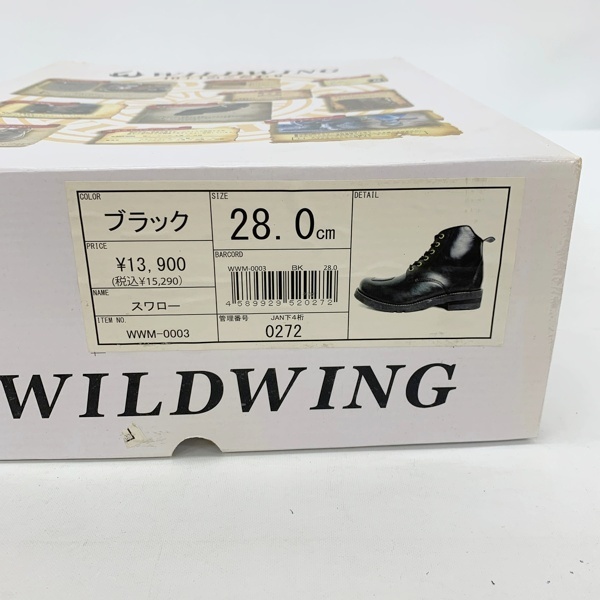 WILDWING
COLOR
ブラック
SIZE
28.0cm
DETAIL
PRICE
¥13,900
(税込¥15,290)
BARCORD
WWM-0003 BK 28.0
4 589929 520272
NAME
スワロー
ITEM NO.
WWM-0003
管理番号 JAN下4桁
0272
WILDWING